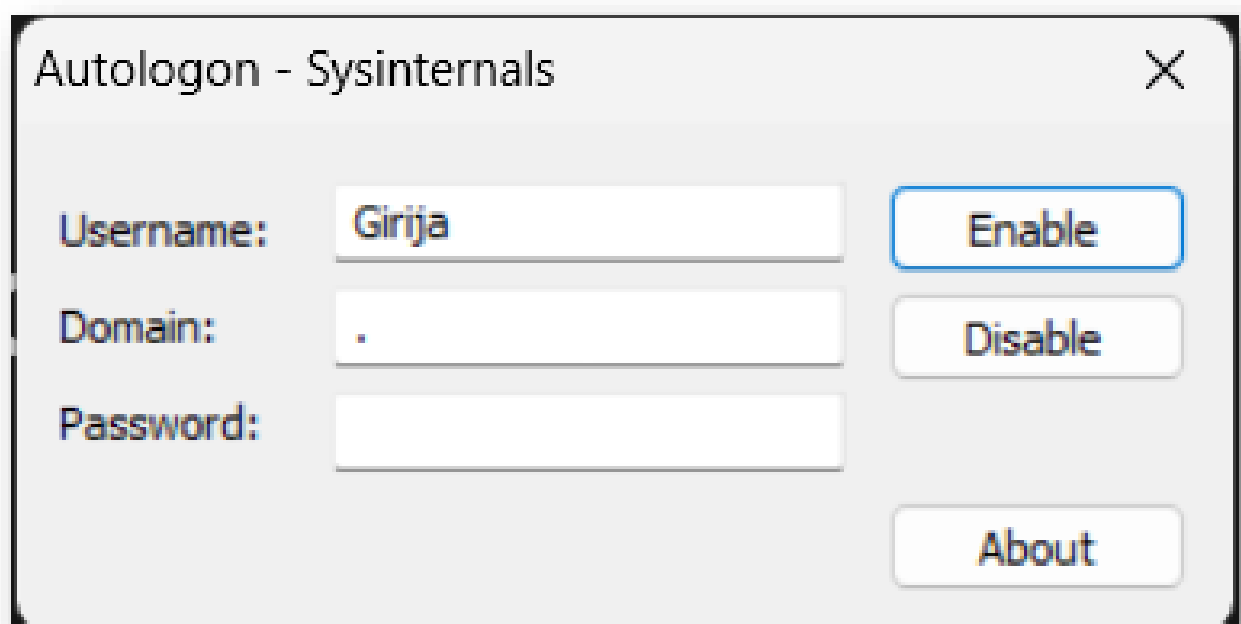 Autologon - Sysinternals
Username: Girija Enable
Domain: . Disable
Password:
About